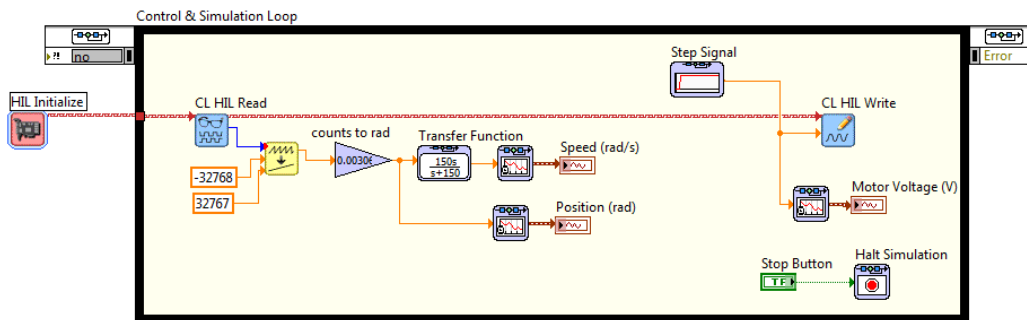 Control & Simulation Loop
?! no
Error
Step Signal
HIL Initialize
CL HIL Read
CL HIL Write
counts to rad
Transfer Function
0.00306
150s
s+150
Speed (rad/s)
-32768
32767
Motor Voltage (V)
Position (rad)
Stop Button
Halt Simulation
TF